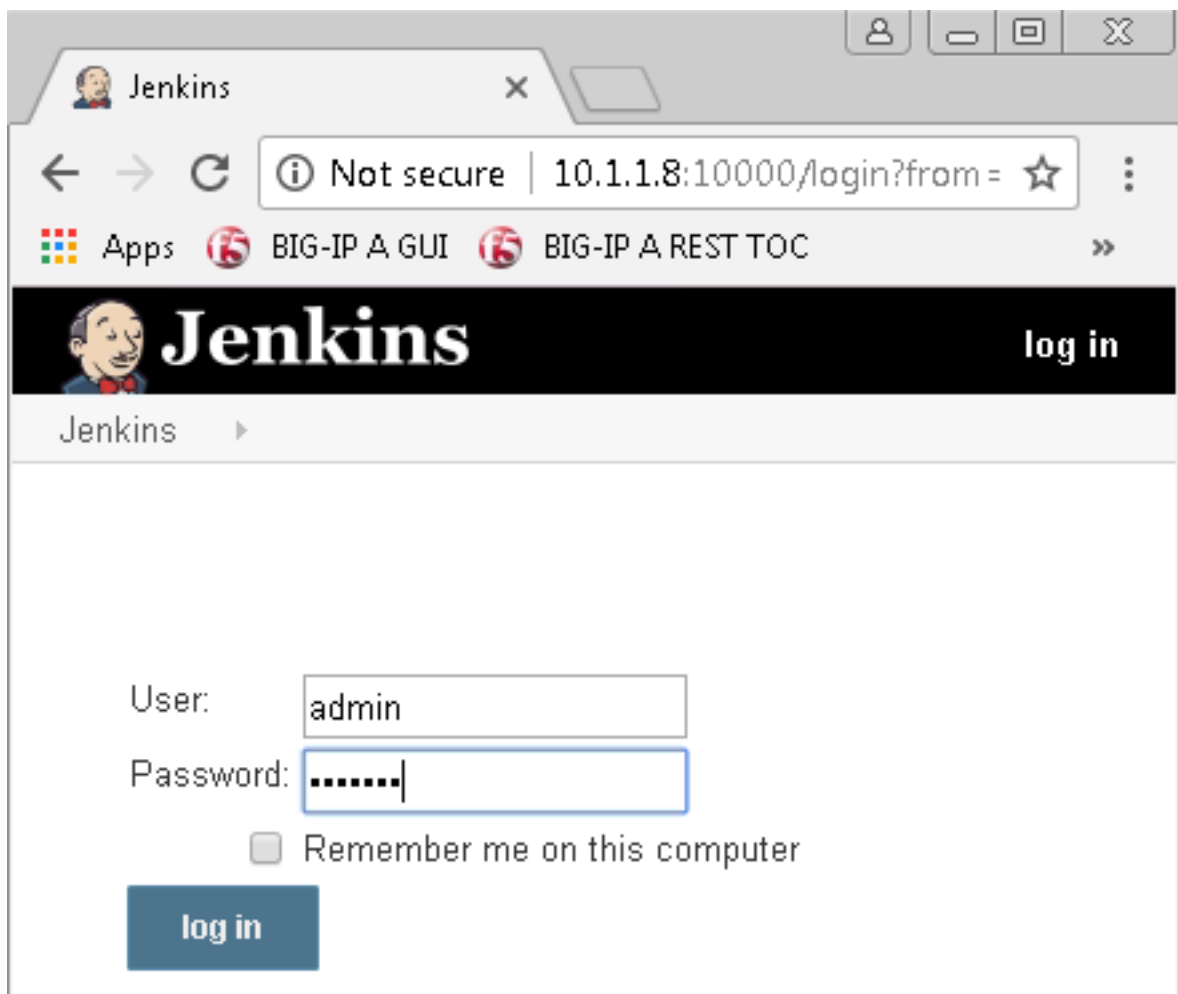 Jenkins
Not secure | 10.1.1.8:10000/login?from=
Apps BIG-IP A GUI BIG-IP A REST TOC »
Jenkins log in
Jenkins
User: admin
Password: •••••••
Remember me on this computer
log in